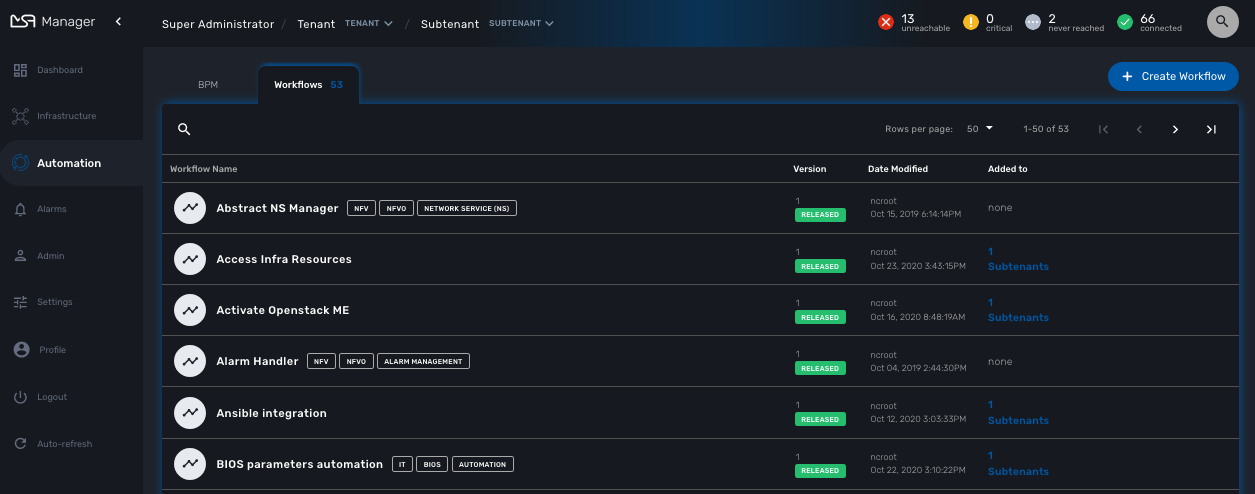 MSA Manager
Super Administrator / Tenant TENANT / Subtenant SUBTENANT
13 unreachable
0 critical
2 never reached
66 connected
Dashboard
Infrastructure
Automation
Alarms
Admin
Settings
Profile
Logout
Auto-refresh
BPM
Workflows 53
+ Create Workflow
Rows per page: 50 1-50 of 53
Workflow Name Version Date Modified Added to
Abstract NS Manager NFV NFVO NETWORK SERVICE (NS) 1 ncroot none
RELEASED Oct 15, 2019 6:14:14PM
Access Infra Resources 1 ncroot 1
RELEASED Oct 23, 2020 3:43:15PM Subtenants
Activate Openstack ME 1 ncroot 1
RELEASED Oct 16, 2020 8:48:19AM Subtenants
Alarm Handler NFV NFVO ALARM MANAGEMENT 1 ncroot none
RELEASED Oct 04, 2019 2:44:30PM
Ansible integration 1 ncroot 1
RELEASED Oct 12, 2020 3:03:33PM Subtenants
BIOS parameters automation IT BIOS AUTOMATION 1 ncroot 1
RELEASED Oct 22, 2020 3:10:22PM Subtenants